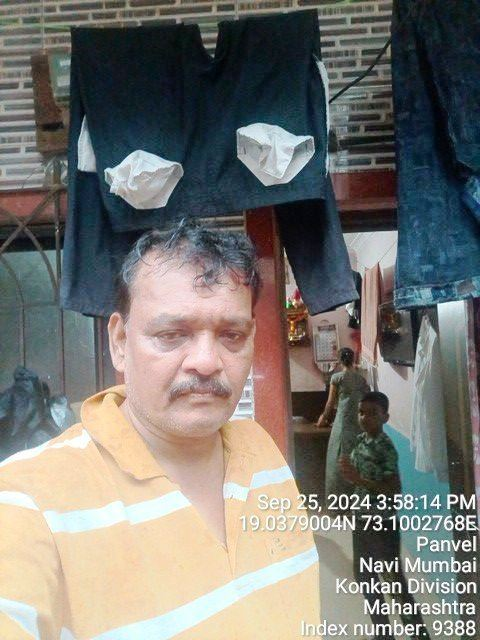 Sep 25, 2024 3:58:14 PM
19.0379004N 73.1002768E
Panvel
Navi Mumbai
Konkan Division
Maharashtra
Index number: 9388